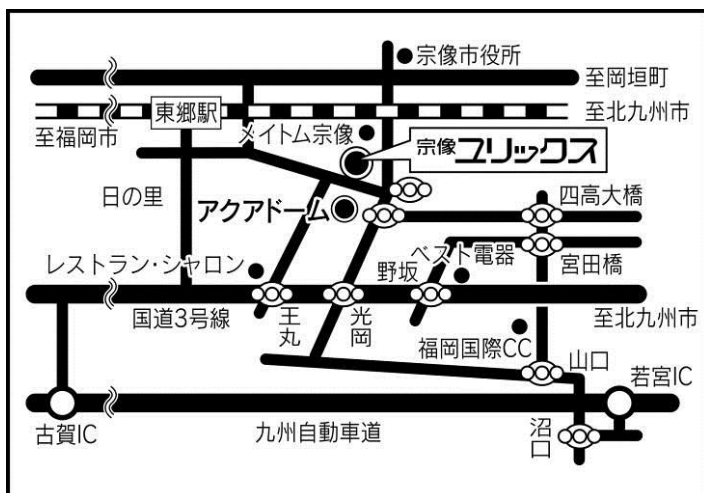 宗像市役所
至岡垣町
東郷駅
至北九州市
至福岡市
メイトム宗像
宗像ユリックス
日の里
アクアドーム
四高大橋
レストラン・シャロン
ベスト電器
野坂
宮田橋
国道3号線
王丸
光岡
至北九州市
福岡国際CC
山口
若宮IC
古賀IC
九州自動車道
沼口